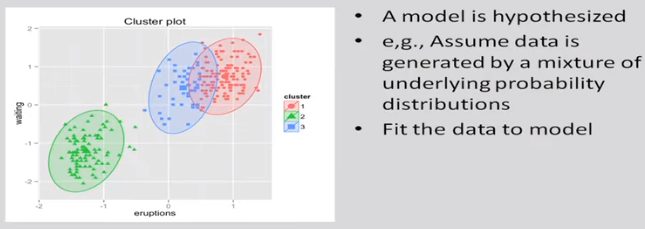 Cluster plot
2
1
0
-1
-2
waiting
-2 -1 0 1
eruptions
cluster
1
2
3
• A model is hypothesized
• e,g., Assume data is
generated by a mixture of
underlying probability
distributions
• Fit the data to model